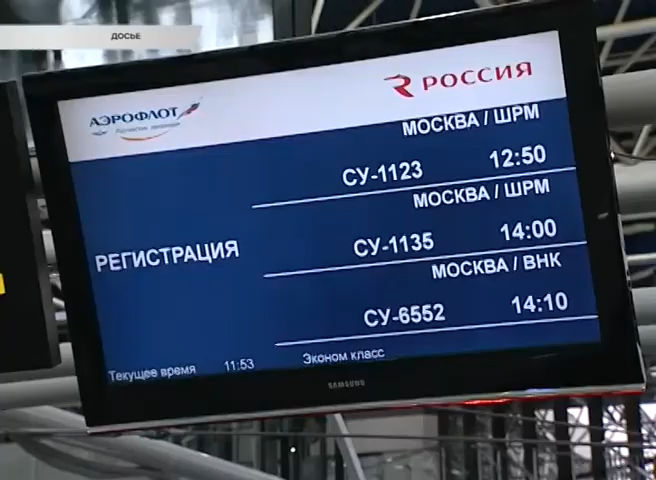 ДОСЬЕ
АЭРОФЛОТ
РОССИЯ
МОСКВА / ШРМ
СУ-1123 12:50
МОСКВА / ШРМ
РЕГИСТРАЦИЯ СУ-1135 14:00
МОСКВА / ВНК
СУ-6552 14:10
Текущее время 11:53 Эконом класс
SAMSUNG